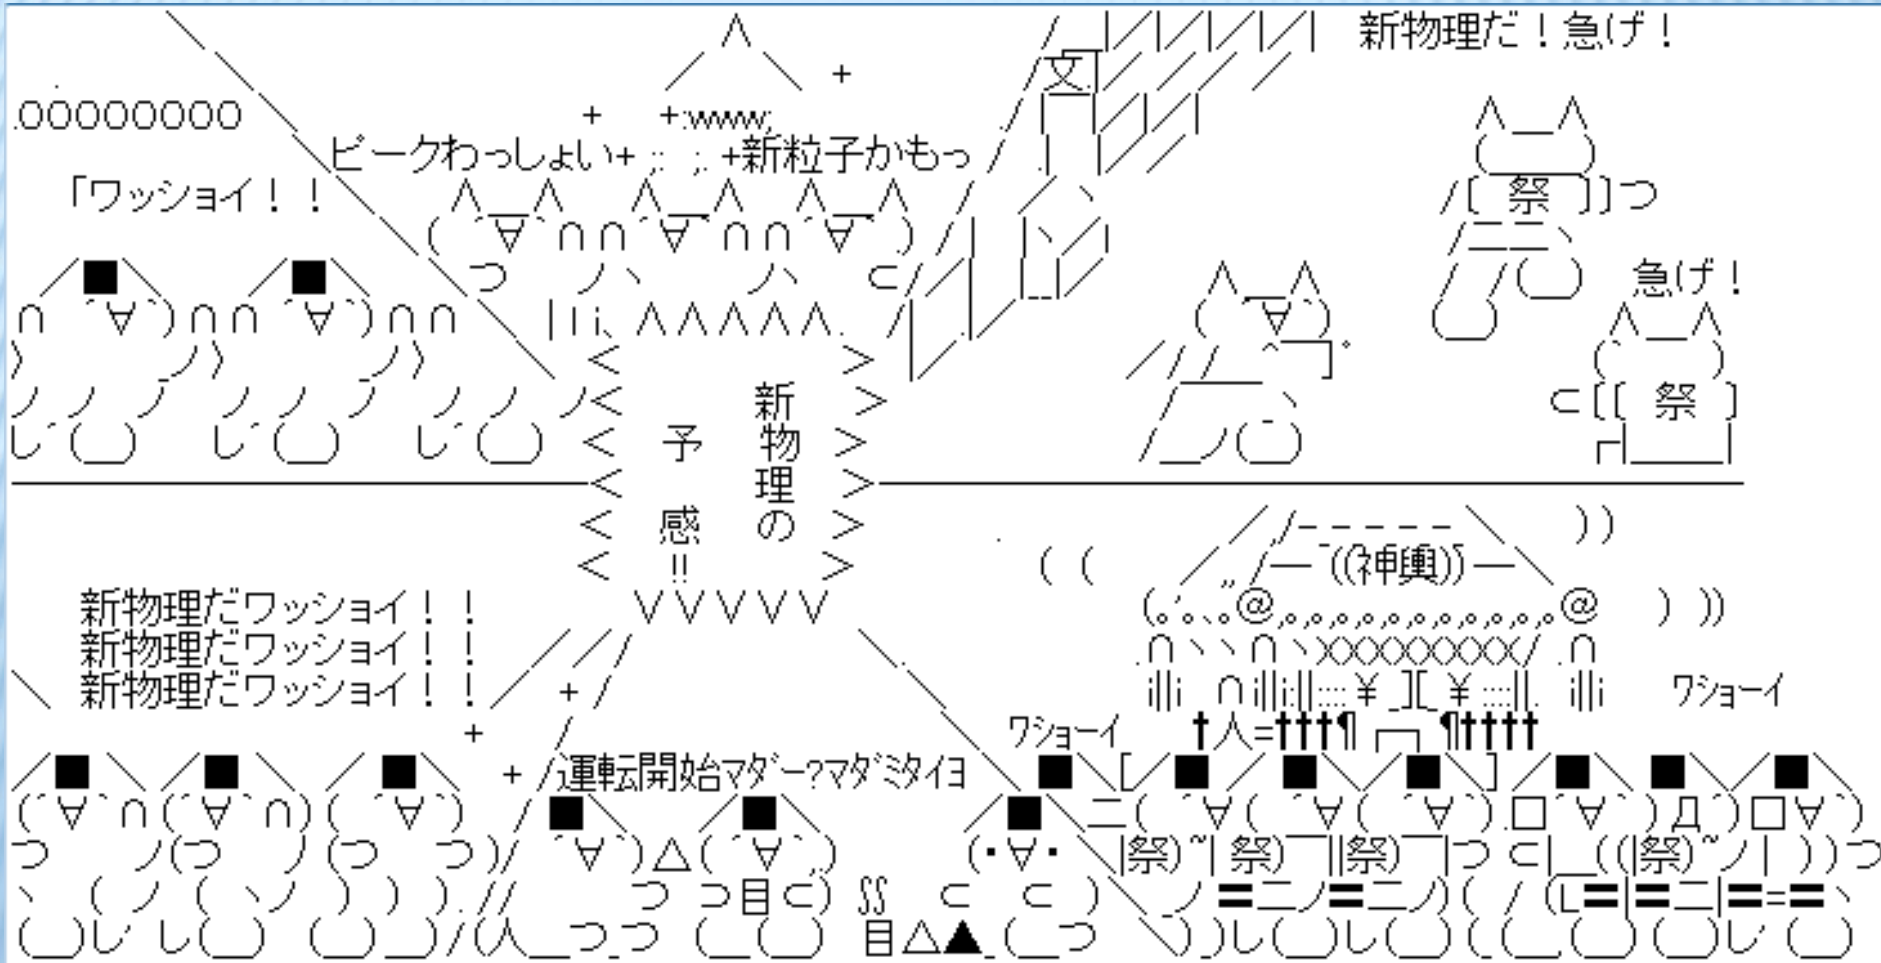 新物理だ！急げ！
文
OOOOOOOOO
ピークわっしょい+
+新粒子かもっ
「ワッショイ！！
祭
急げ！
祭
新物理の
予感!!
((神輿))
新物理だワッショイ！！
新物理だワッショイ！！
新物理だワッショイ！！
ワショーイ
ワショーイ
運転開始マダー?マダミタイヨ
祭
祭
祭
祭